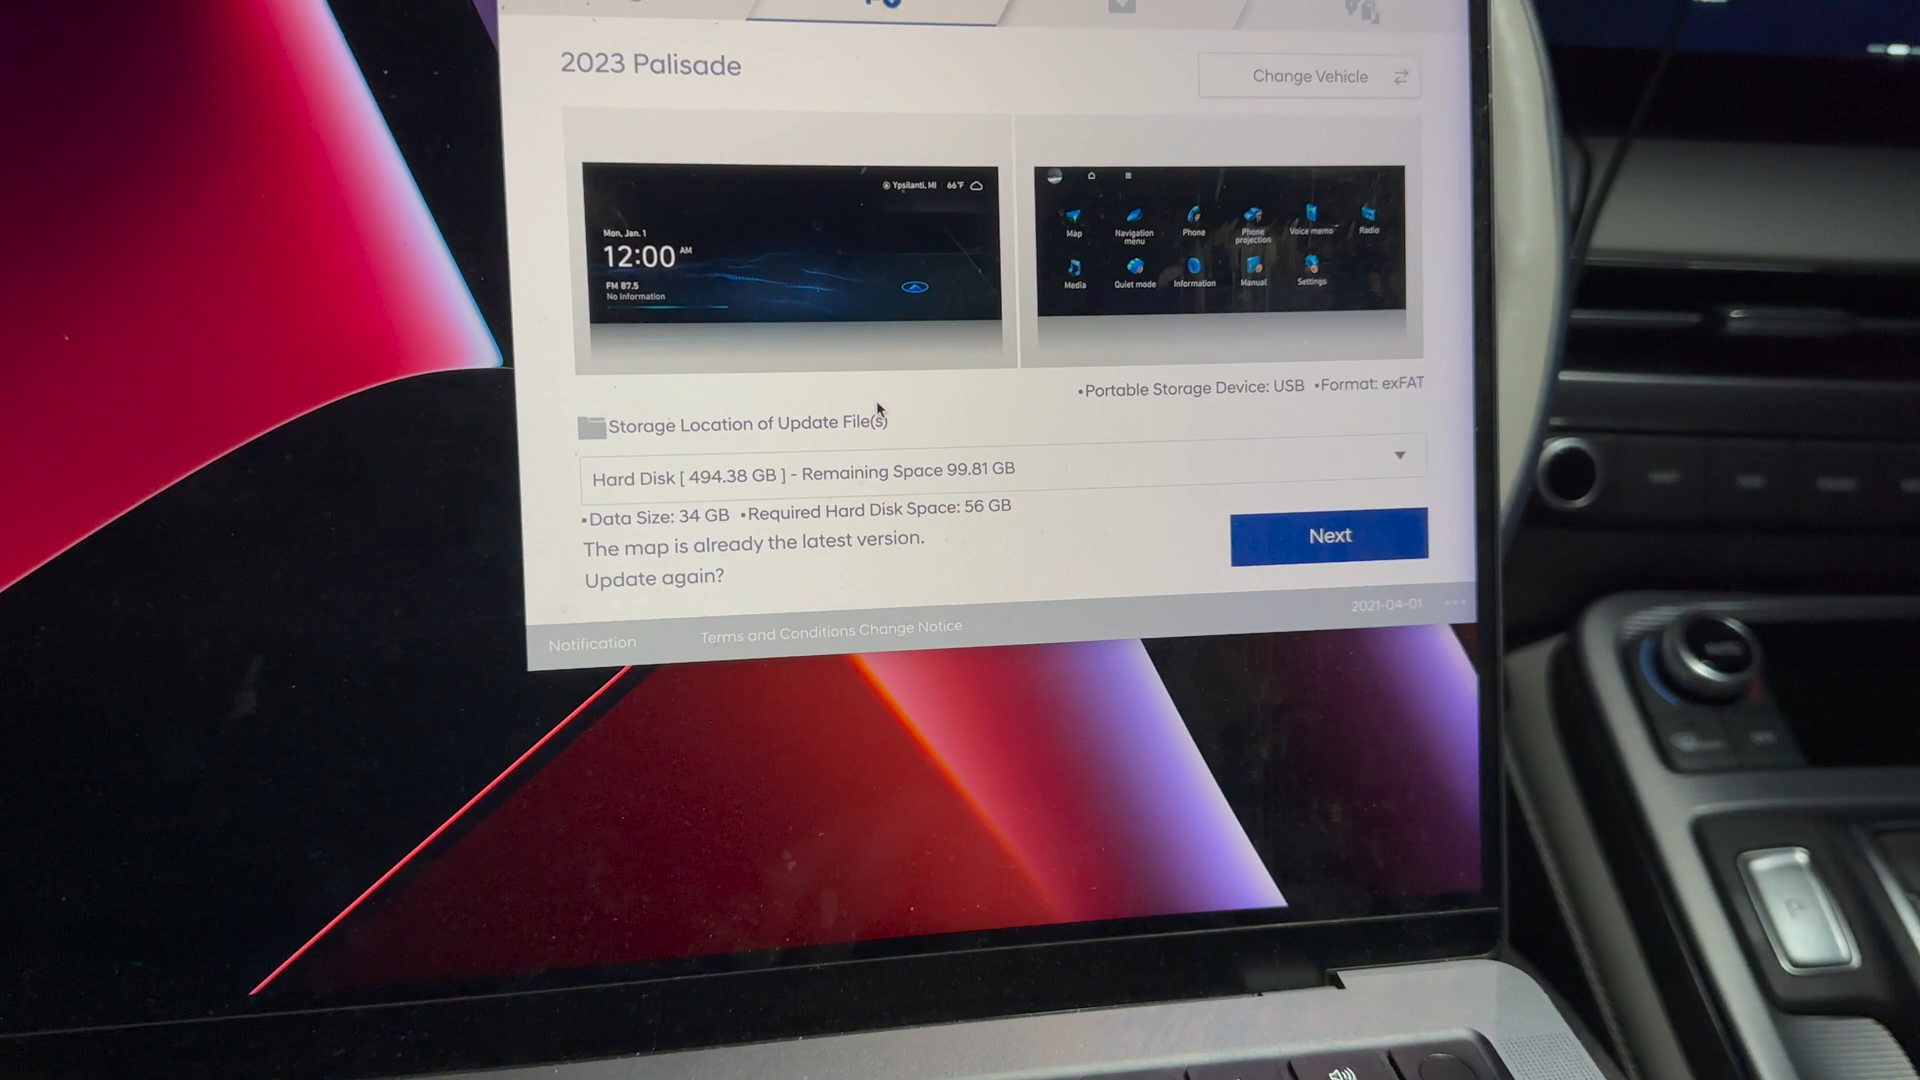 2023 Palisade
Change Vehicle
Ypsilanti, MI 66°F
Mon, Jan. 1
12:00 AM
FM 87.5
No Information
Map
Navigation menu
Phone
Phone projection
Voice memo
Radio
Media
Quiet mode
Information
Manual
Settings
•Portable Storage Device: USB •Format: exFAT
Storage Location of Update File(s)
Hard Disk [ 494.38 GB ] - Remaining Space 99.81 GB
•Data Size: 34 GB •Required Hard Disk Space: 56 GB
The map is already the latest version.
Update again?
Next
Notification
Terms and Conditions Change Notice
2021-04-01
P